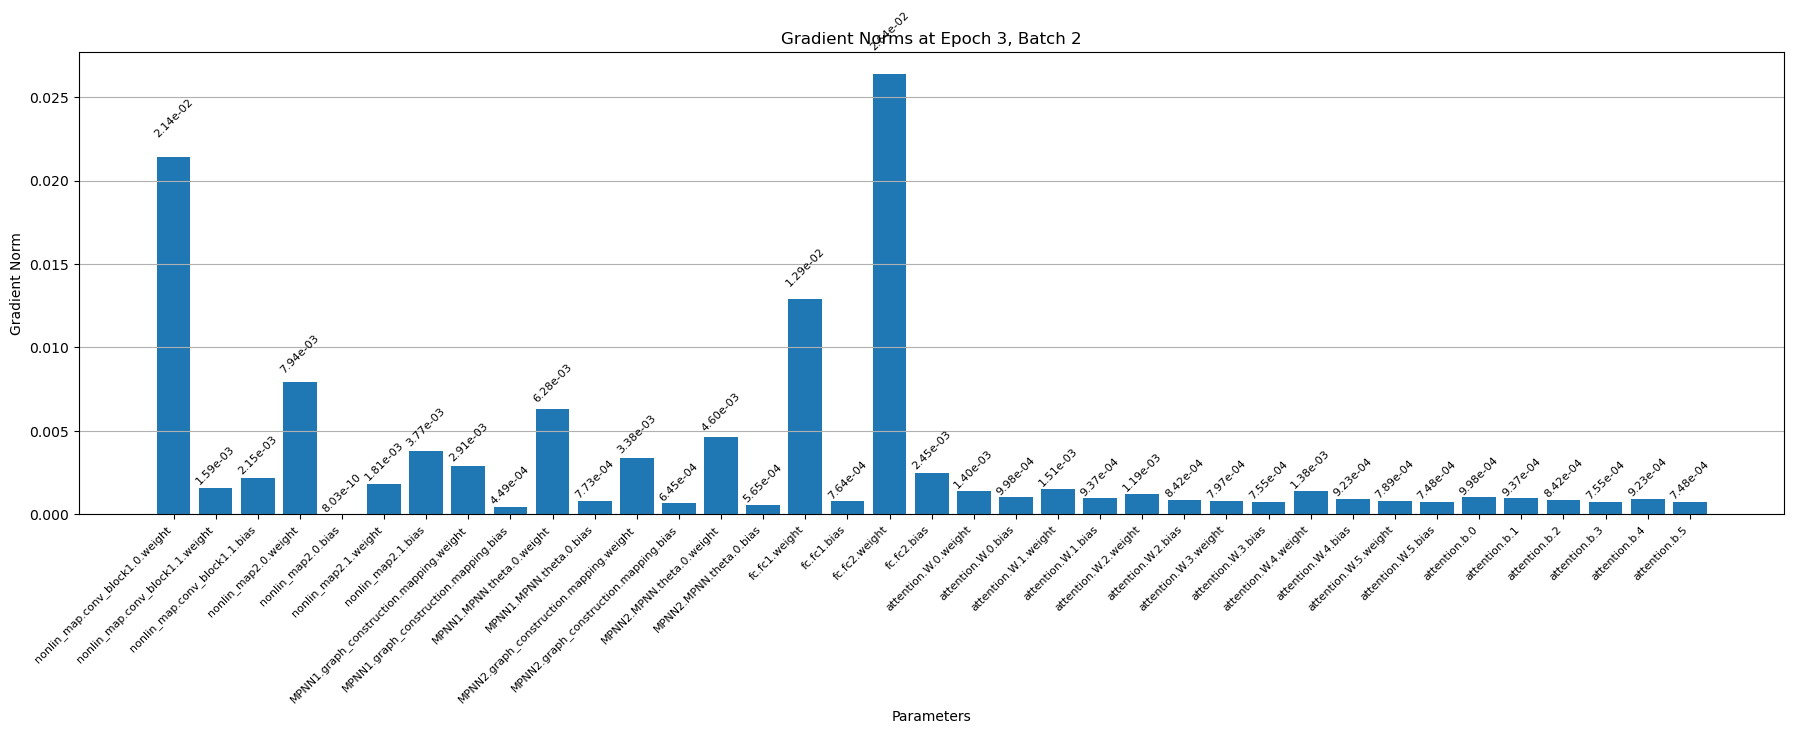 Gradient Norms at Epoch 3, Batch 2
Gradient Norm
0.025
0.020
0.015
0.010
0.005
0.000
2.14e-02
1.59e-03
2.15e-03
7.94e-03
8.03e-10
1.81e-03
3.77e-03
2.91e-03
4.49e-04
6.28e-03
7.73e-04
3.38e-03
6.45e-04
4.60e-03
5.65e-04
1.29e-02
7.64e-04
2.64e-02
2.45e-03
1.40e-03
9.98e-04
1.51e-03
9.37e-04
1.19e-03
8.42e-04
7.97e-04
7.55e-04
1.38e-03
9.23e-04
7.89e-04
7.48e-04
9.98e-04
9.37e-04
8.42e-04
7.55e-04
9.23e-04
7.48e-04
nonlin_map.conv_block1.0.weight
nonlin_map.conv_block1.1.weight
nonlin_map.conv_block1.1.bias
nonlin_map2.0.weight
nonlin_map2.0.bias
nonlin_map2.1.weight
nonlin_map2.1.bias
MPNN1.graph_construction.mapping.weight
MPNN1.graph_construction.mapping.bias
MPNN1.MPNN.theta.0.weight
MPNN1.MPNN.theta.0.bias
MPNN2.graph_construction.mapping.weight
MPNN2.graph_construction.mapping.bias
MPNN2.MPNN.theta.0.weight
MPNN2.MPNN.theta.0.bias
fc.fc1.weight
fc.fc1.bias
fc.fc2.weight
fc.fc2.bias
attention.W.0.weight
attention.W.0.bias
attention.W.1.weight
attention.W.1.bias
attention.W.2.weight
attention.W.2.bias
attention.W.3.weight
attention.W.3.bias
attention.W.4.weight
attention.W.4.bias
attention.W.5.weight
attention.W.5.bias
attention.b.0
attention.b.1
attention.b.2
attention.b.3
attention.b.4
attention.b.5
Parameters